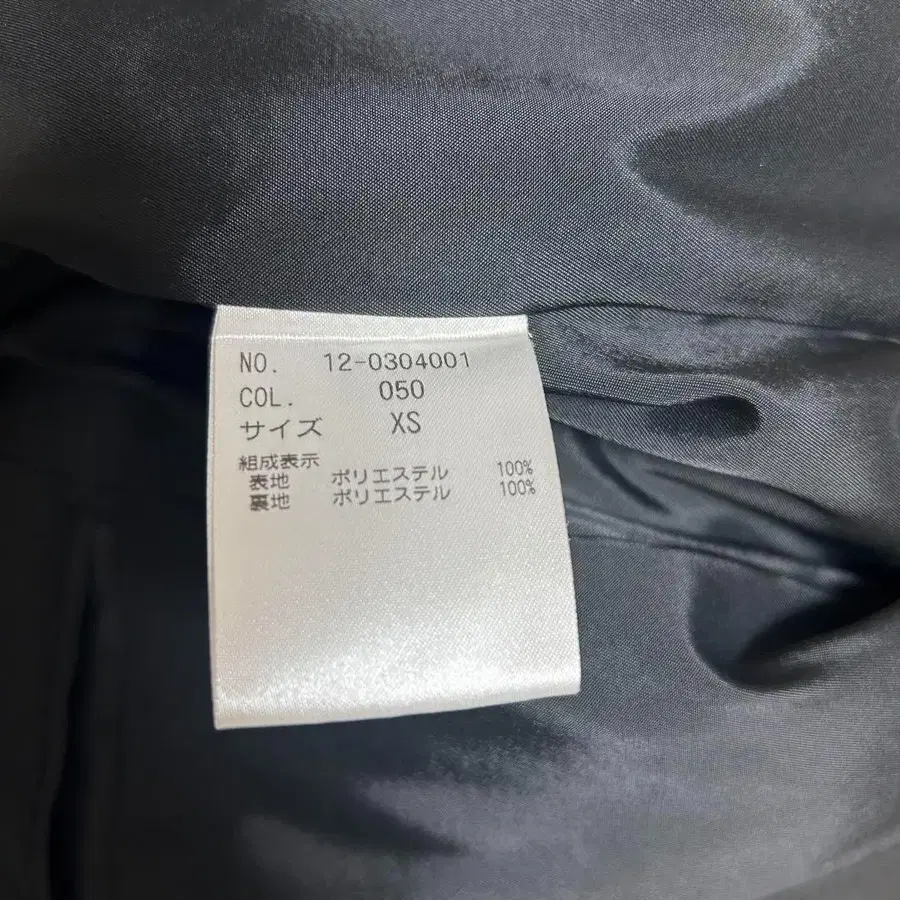 NO. 12-0304001
COL. 050
サイズ XS
組成表示
表地 ポリエステル 100%
裏地 ポリエステル 100%